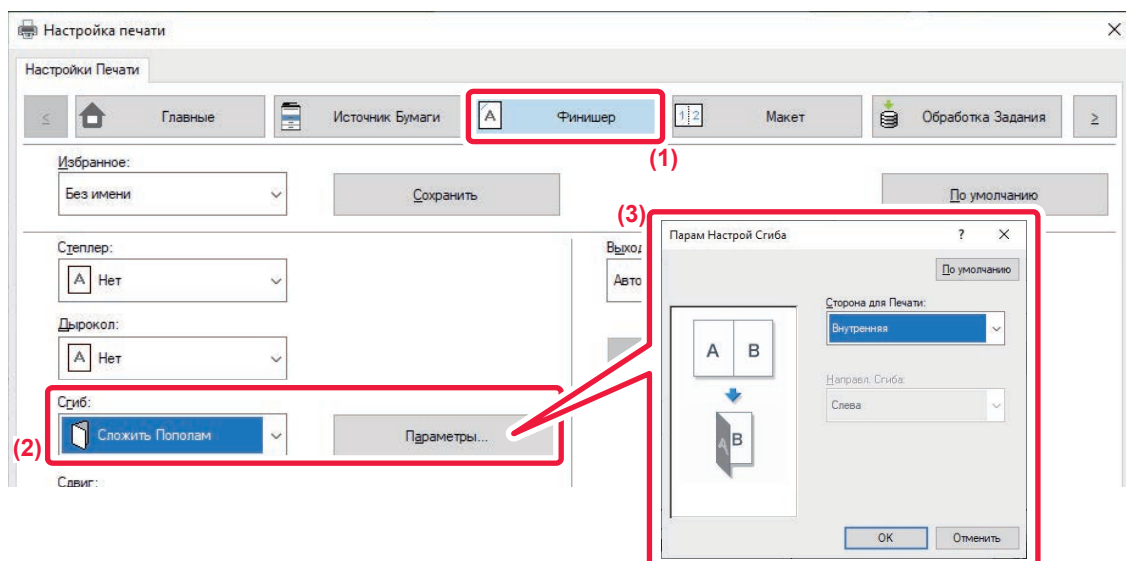 Настройка печати
Настройки Печати
Главные
Источник Бумаги
Финишер
Макет
Обработка Задания
(1)
Избранное:
Без имени
Сохранить
По умолчанию
(3)
Степлер:
Нет
Дырокол:
Нет
Сгиб:
(2)
Сложить Пополам
Параметры...
Сдвиг:
Парам Настрой Сгиба
?
По умолчанию
Сторона для Печати:
Внутренняя
A B
Направл. Сгиба:
Слева
A B
OK
Отменить